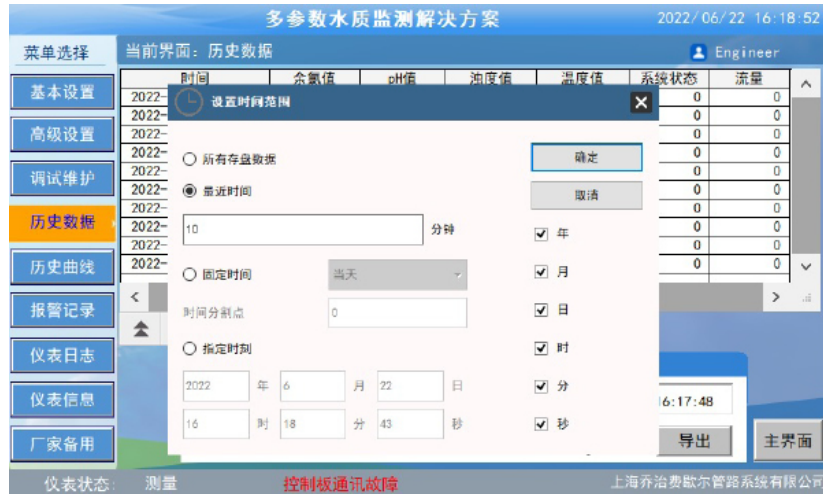 多参数水质监测解决方案 2022/06/22 16:18:52
菜单选择 当前界面：历史数据 Engineer
时间 余氯值 pH值 浊度值 温度值 系统状态 流量
基本设置
高级设置
调试维护
历史数据
历史曲线
报警记录
仪表日志
仪表信息
厂家备用
2022- 0 0
2022- 0 0
2022- 0 0
2022- 0 0
2022- 0 0
2022- 0 0
2022- 0 0
2022- 0 0
2022- 0 0
2022- 0 0
设置时间范围
所有存盘数据 确定
最近时间 取消
10 分钟 年
固定时间 当天 月
时间分割点 0 日
指定时刻 时
2022 年 6 月 22 日 分
16 时 18 分 43 秒 秒
6:17:48
导出 主界面
仪表状态: 测量 控制板通讯故障 上海乔治费歇尔管路系统有限公司